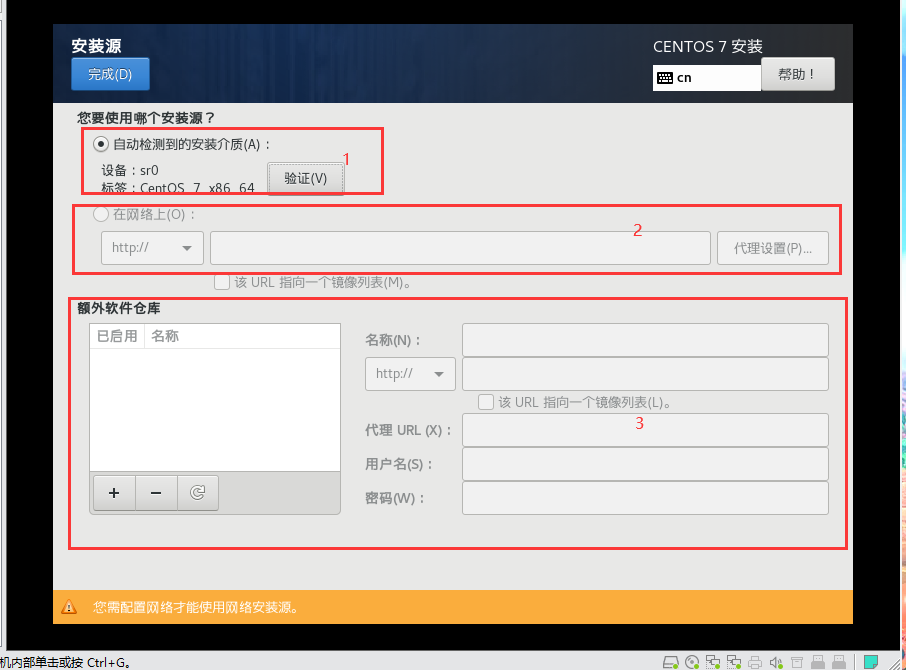 安装源
CENTOS 7 安装
完成(D)
cn
帮助！
您要使用哪个安装源？
自动检测到的安装介质(A)：
1
设备：sr0
标签：CentOS_7_x86_64
验证(V)
在网络上(O)：
2
http://
代理设置(P)...
该 URL 指向一个镜像列表(M)。
额外软件仓库
已启用 名称
名称(N)：
http://
该 URL 指向一个镜像列表(L)。
3
代理 URL (X)：
用户名(S)：
密码(W)：
您需配置网络才能使用网络安装源。
机内部单击或按 Ctrl+G。